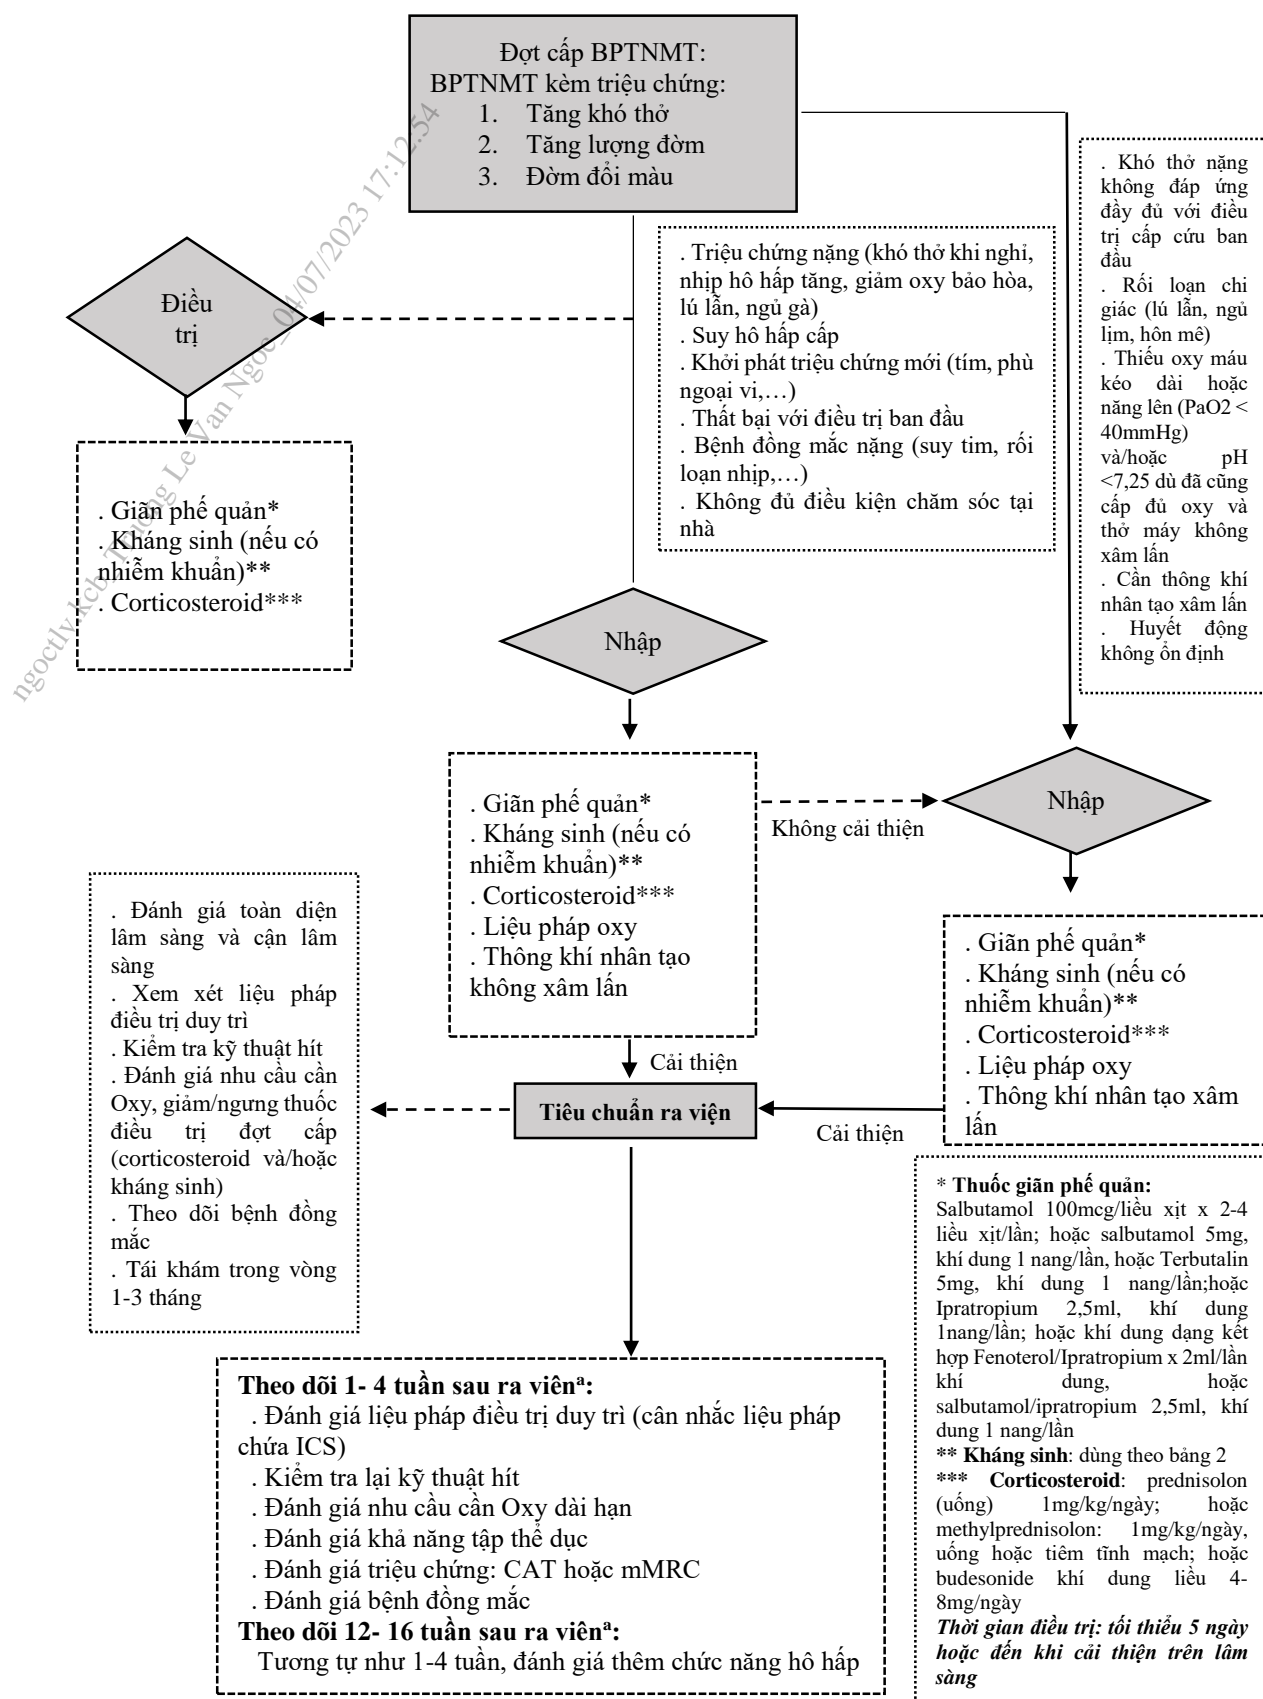 Đợt cấp BPTNMT:
BPTNMT kèm triệu chứng:
1. Tăng khó thở
2. Tăng lượng đờm
3. Đờm đổi màu
. Khó thở nặng
không đáp ứng
đầy đủ với điều
trị cấp cứu ban
đầu
. Rối loạn chi
giác (lú lẫn, ngủ
lịm, hôn mê)
. Thiếu oxy máu
kéo dài hoặc
năng lên (PaO2 <
40mmHg)
và/hoặc pH
<7,25 dù đã cũng
cấp đủ oxy và
thở máy không
xâm lấn
. Cần thông khí
nhân tạo xâm lấn
. Huyết động
không ổn định
. Triệu chứng nặng (khó thở khi nghỉ,
nhịp hô hấp tăng, giảm oxy bảo hòa,
lú lẫn, ngủ gà)
. Suy hô hấp cấp
. Khởi phát triệu chứng mới (tím, phù
ngoại vi,…)
. Thất bại với điều trị ban đầu
. Bệnh đồng mắc nặng (suy tim, rối
loạn nhịp,…)
. Không đủ điều kiện chăm sóc tại
nhà
Điều
trị
. Giãn phế quản*
. Kháng sinh (nếu có
nhiễm khuẩn)**
. Corticosteroid***
ngoctlv.kcb_Truong Le Van Ngoc_04/07/2023 17:12:54
Nhập
. Giãn phế quản*
. Kháng sinh (nếu có
nhiễm khuẩn)**
. Corticosteroid***
. Liệu pháp oxy
. Thông khí nhân tạo
không xâm lấn
Không cải thiện
Nhập
. Giãn phế quản*
. Kháng sinh (nếu có
nhiễm khuẩn)**
. Corticosteroid***
. Liệu pháp oxy
. Thông khí nhân tạo xâm
lấn
Cải thiện
Tiêu chuẩn ra viện
Cải thiện
. Đánh giá toàn diện
lâm sàng và cận lâm
sàng
. Xem xét liệu pháp
điều trị duy trì
. Kiểm tra kỹ thuật hít
. Đánh giá nhu cầu cần
Oxy, giảm/ngưng thuốc
điều trị đợt cấp
(corticosteroid và/hoặc
kháng sinh)
. Theo dõi bệnh đồng
mắc
. Tái khám trong vòng
1-3 tháng
Theo dõi 1- 4 tuần sau ra viênª:
. Đánh giá liệu pháp điều trị duy trì (cân nhắc liệu pháp
chứa ICS)
. Kiểm tra lại kỹ thuật hít
. Đánh giá nhu cầu cần Oxy dài hạn
. Đánh giá khả năng tập thể dục
. Đánh giá triệu chứng: CAT hoặc mMRC
. Đánh giá bệnh đồng mắc
Theo dõi 12- 16 tuần sau ra viênª:
Tương tự như 1-4 tuần, đánh giá thêm chức năng hô hấp
* Thuốc giãn phế quản:
Salbutamol 100mcg/liều xịt x 2-4
liều xịt/lần; hoặc salbutamol 5mg,
khí dung 1 nang/lần, hoặc Terbutalin
5mg, khí dung 1 nang/lần;hoặc
Ipratropium 2,5ml, khí dung
1nang/lần; hoặc khí dung dạng kết
hợp Fenoterol/Ipratropium x 2ml/lần
khí dung, hoặc
salbutamol/ipratropium 2,5ml, khí
dung 1 nang/lần
** Kháng sinh: dùng theo bảng 2
*** Corticosteroid: prednisolon
(uống) 1mg/kg/ngày; hoặc
methylprednisolon: 1mg/kg/ngày,
uống hoặc tiêm tĩnh mạch; hoặc
budesonide khí dung liều 4-
8mg/ngày
Thời gian điều trị: tối thiểu 5 ngày
hoặc đến khi cải thiện trên lâm
sàng